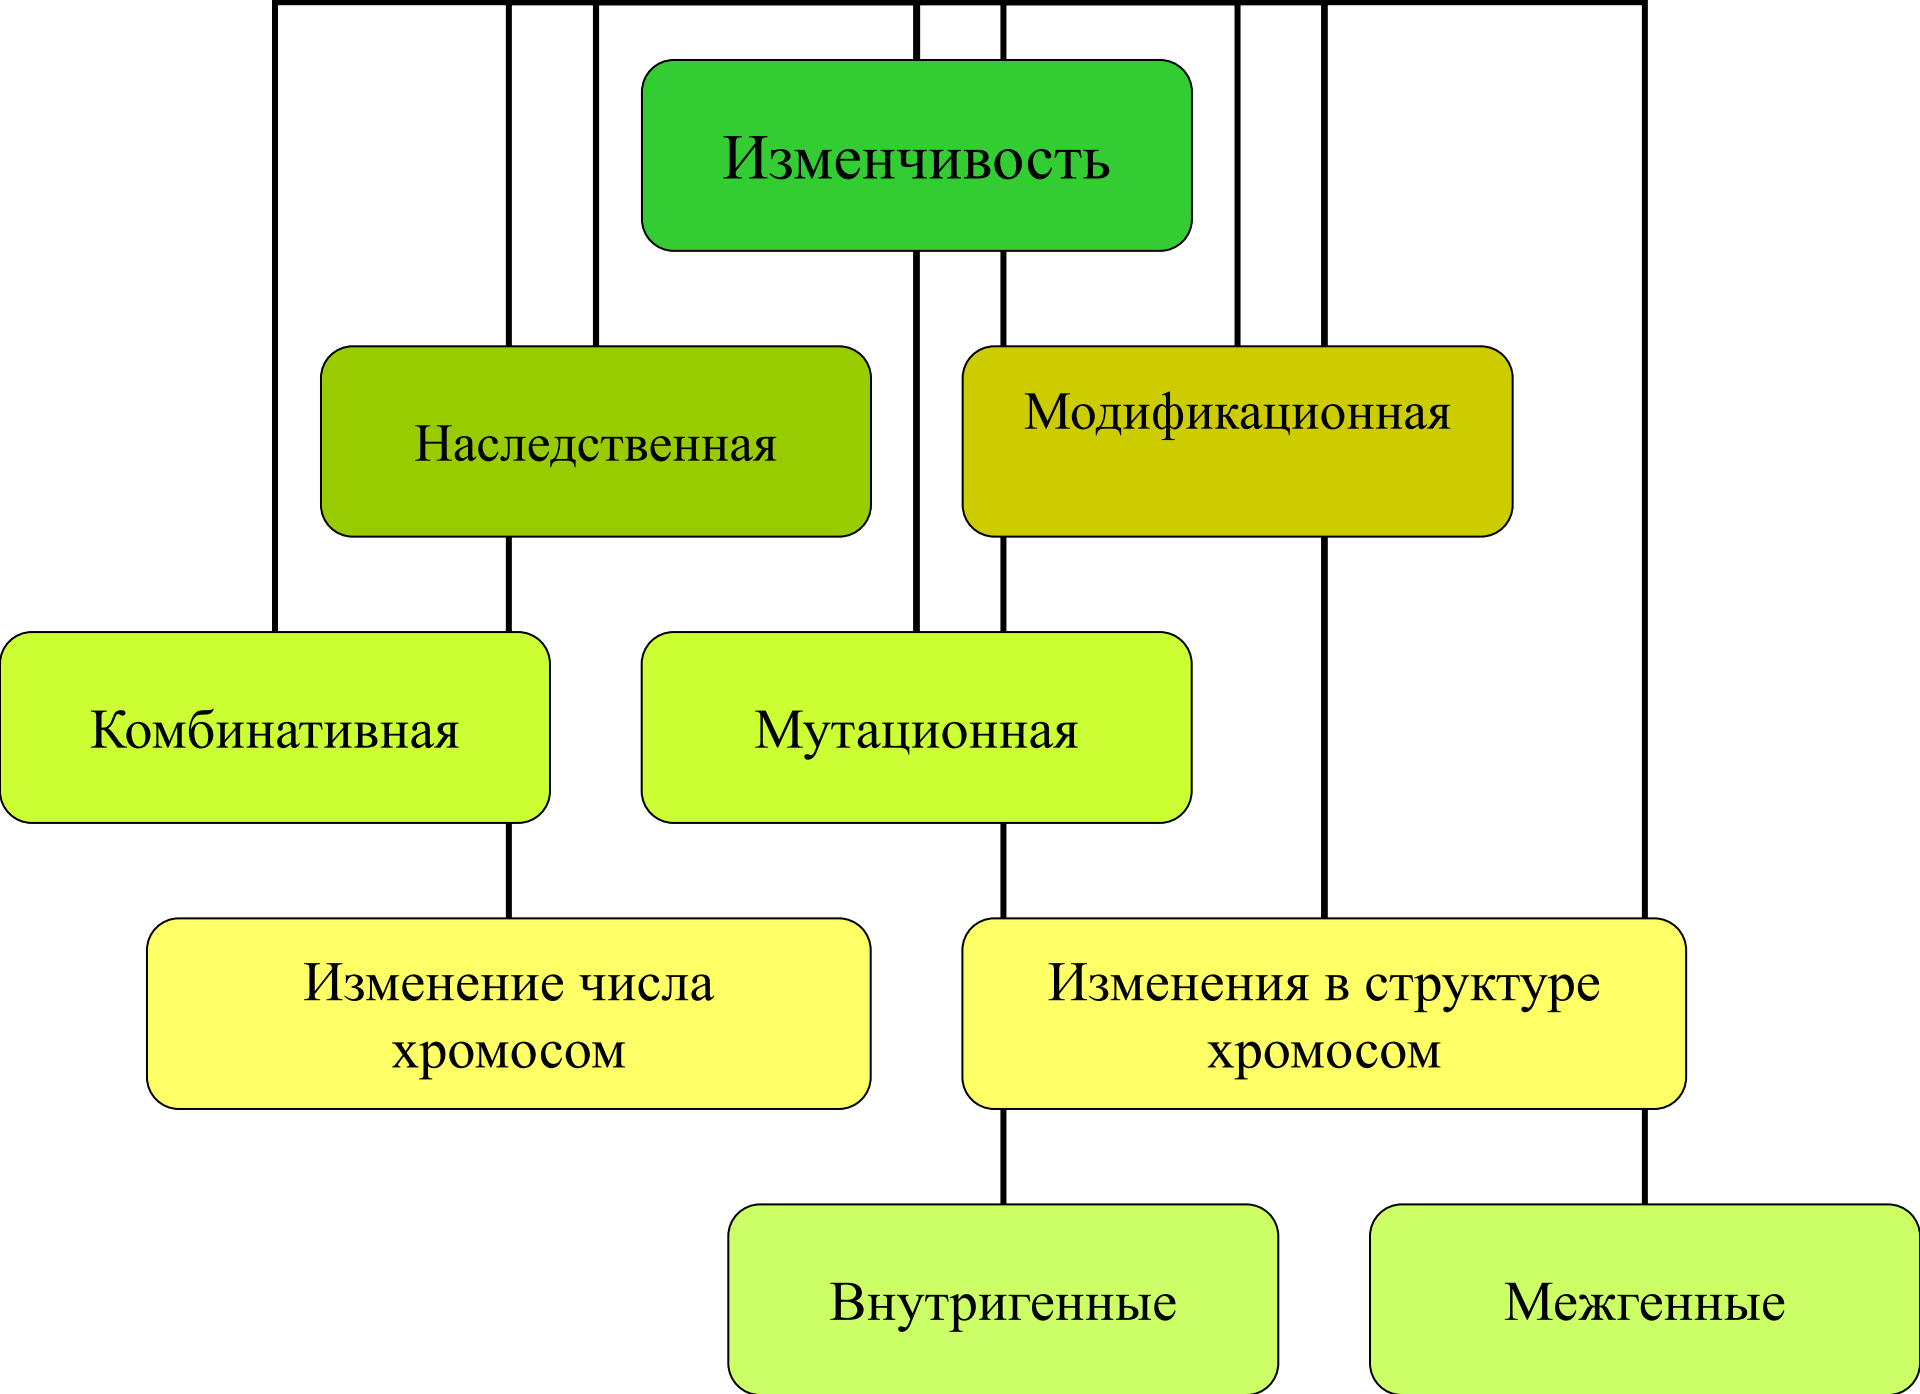 Изменчивость
Наследственная
Модификационная
Комбинативная
Мутационная
Изменение числа
хромосом
Изменения в структуре
хромосом
Внутригенные
Межгенные